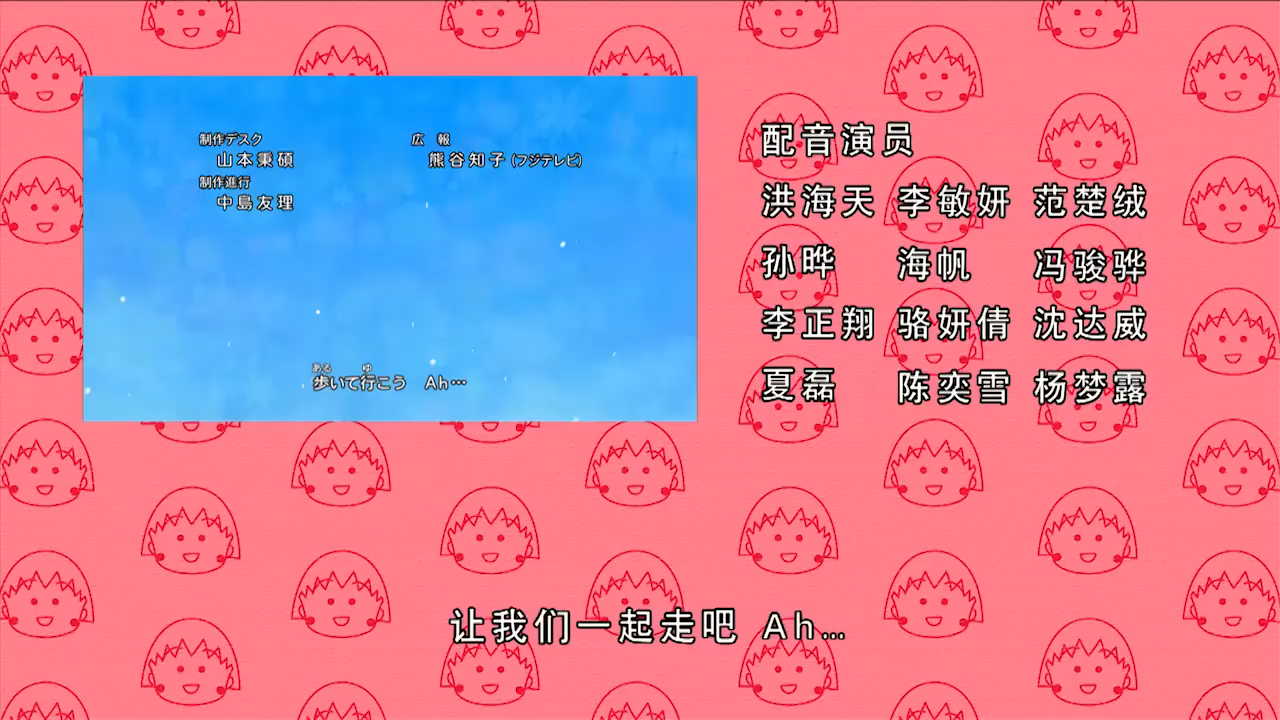 制作デスク
山本秉碩
制作進行
中島友理
広報
熊谷知子(フジテレビ)
ある ゆ
歩いて行こう Ah…
配音演员
洪海天 李敏妍 范楚绒
孙晔 海帆 冯骏骅
李正翔 骆妍倩 沈达威
夏磊 陈奕雪 杨梦露
让我们一起走吧 Ah…